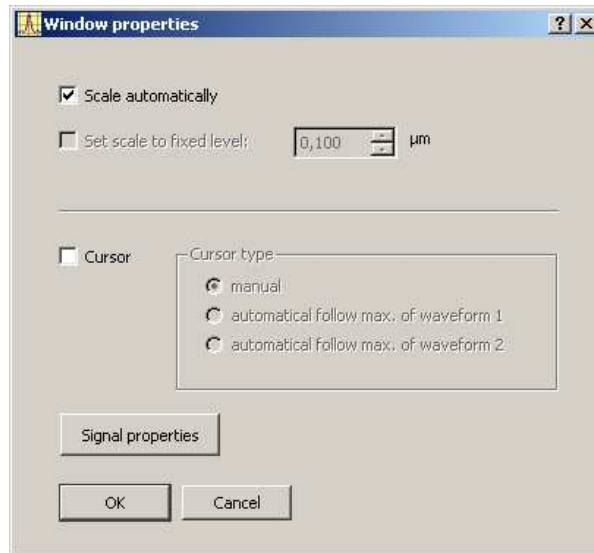 Window properties
Scale automatically
Set scale to fixed level: 0,100 µm
Cursor
Cursor type
manual
automatical follow max. of waveform 1
automatical follow max. of waveform 2
Signal properties
OK Cancel